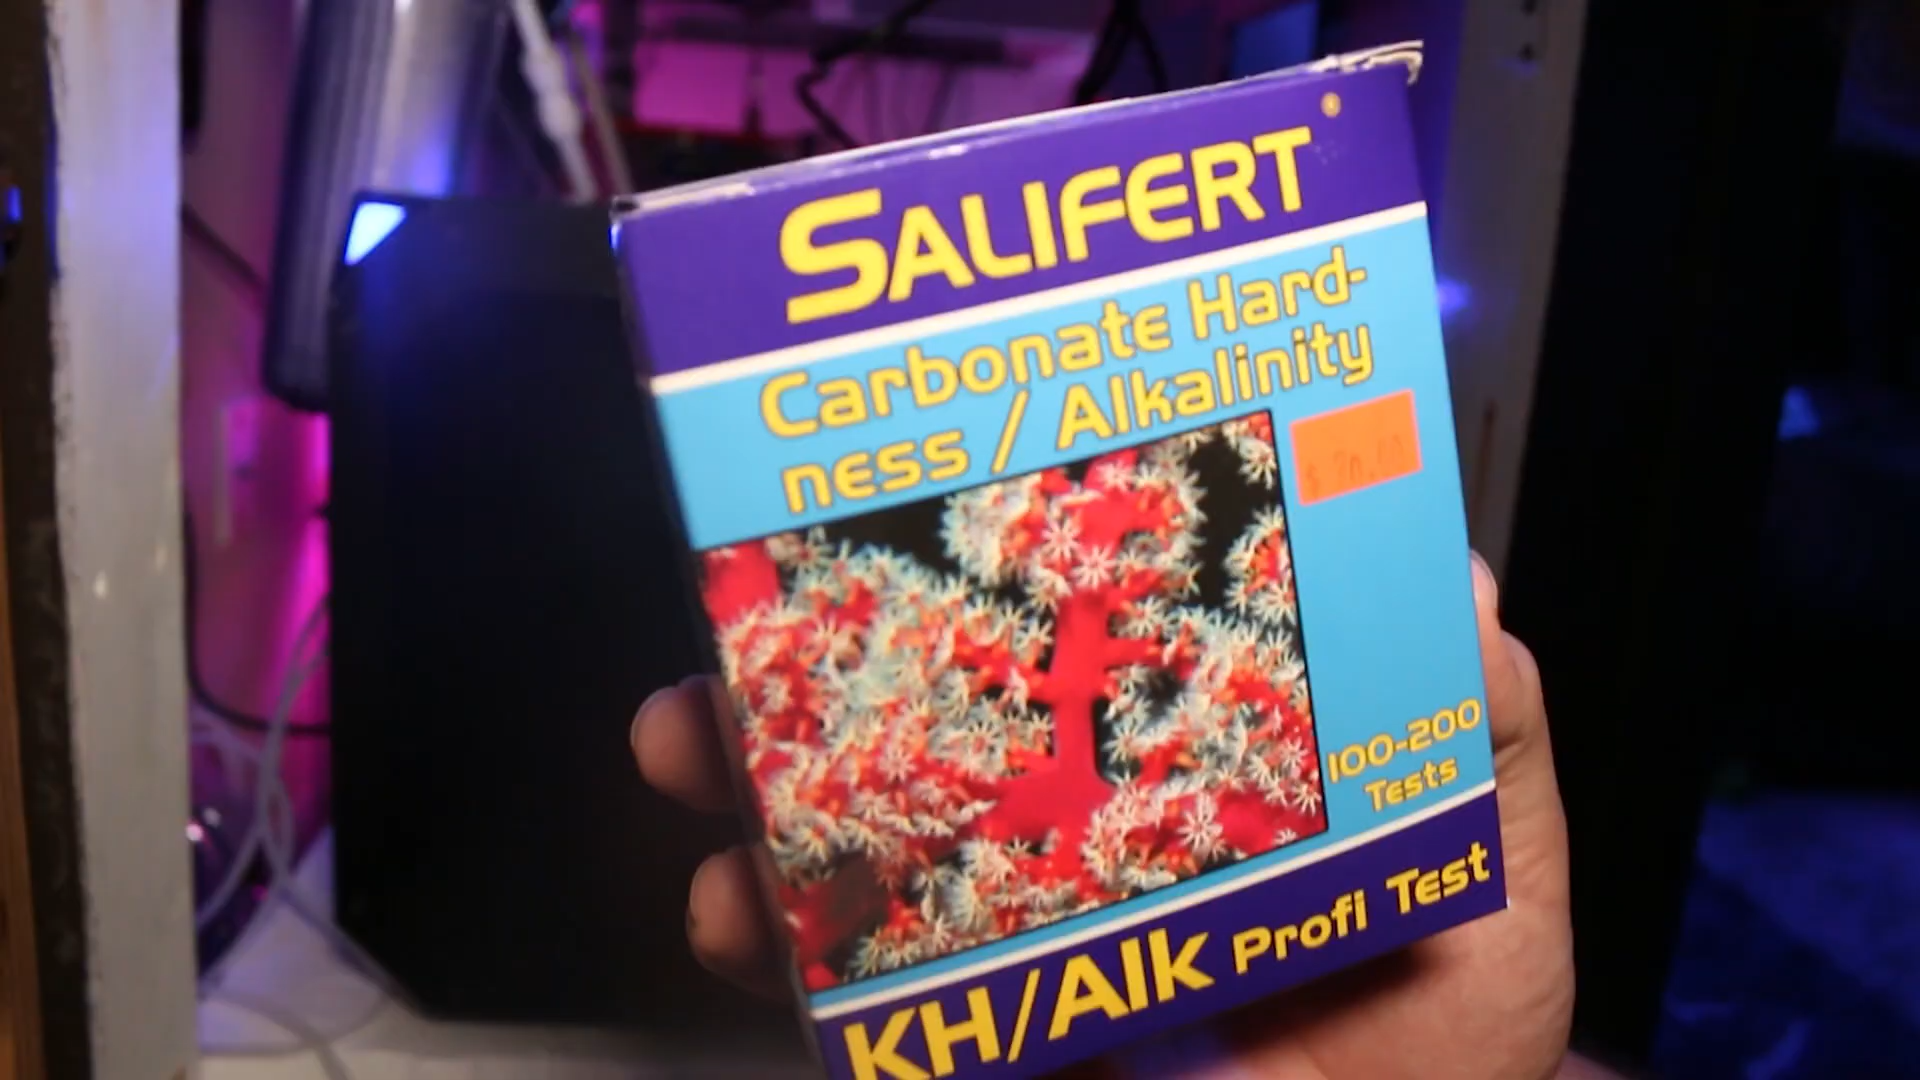 SALIFERT
Carbonate Hard-
ness / Alkalinity
100-200
Tests
KH/Alk Profi Test